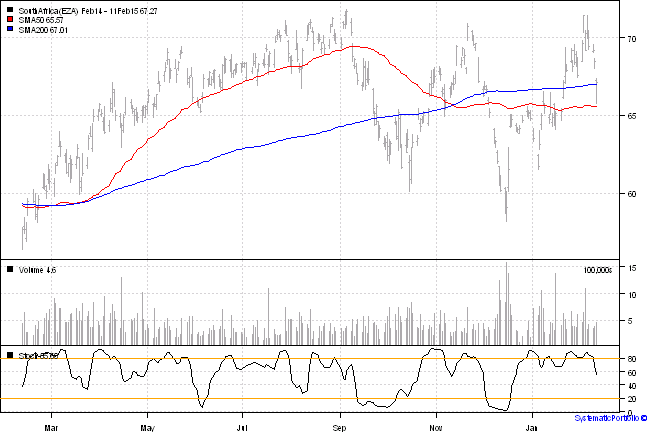 SouthAfrica(EZA) Feb14 - 11Feb15 67.27
SMA50 65.57
SMA200 67.01
70
65
60
Volume 4,6
100,000s
15
10
5
80
60
40
20
Mar May Jul Sep Nov Jan
SystematicPortfolio ©